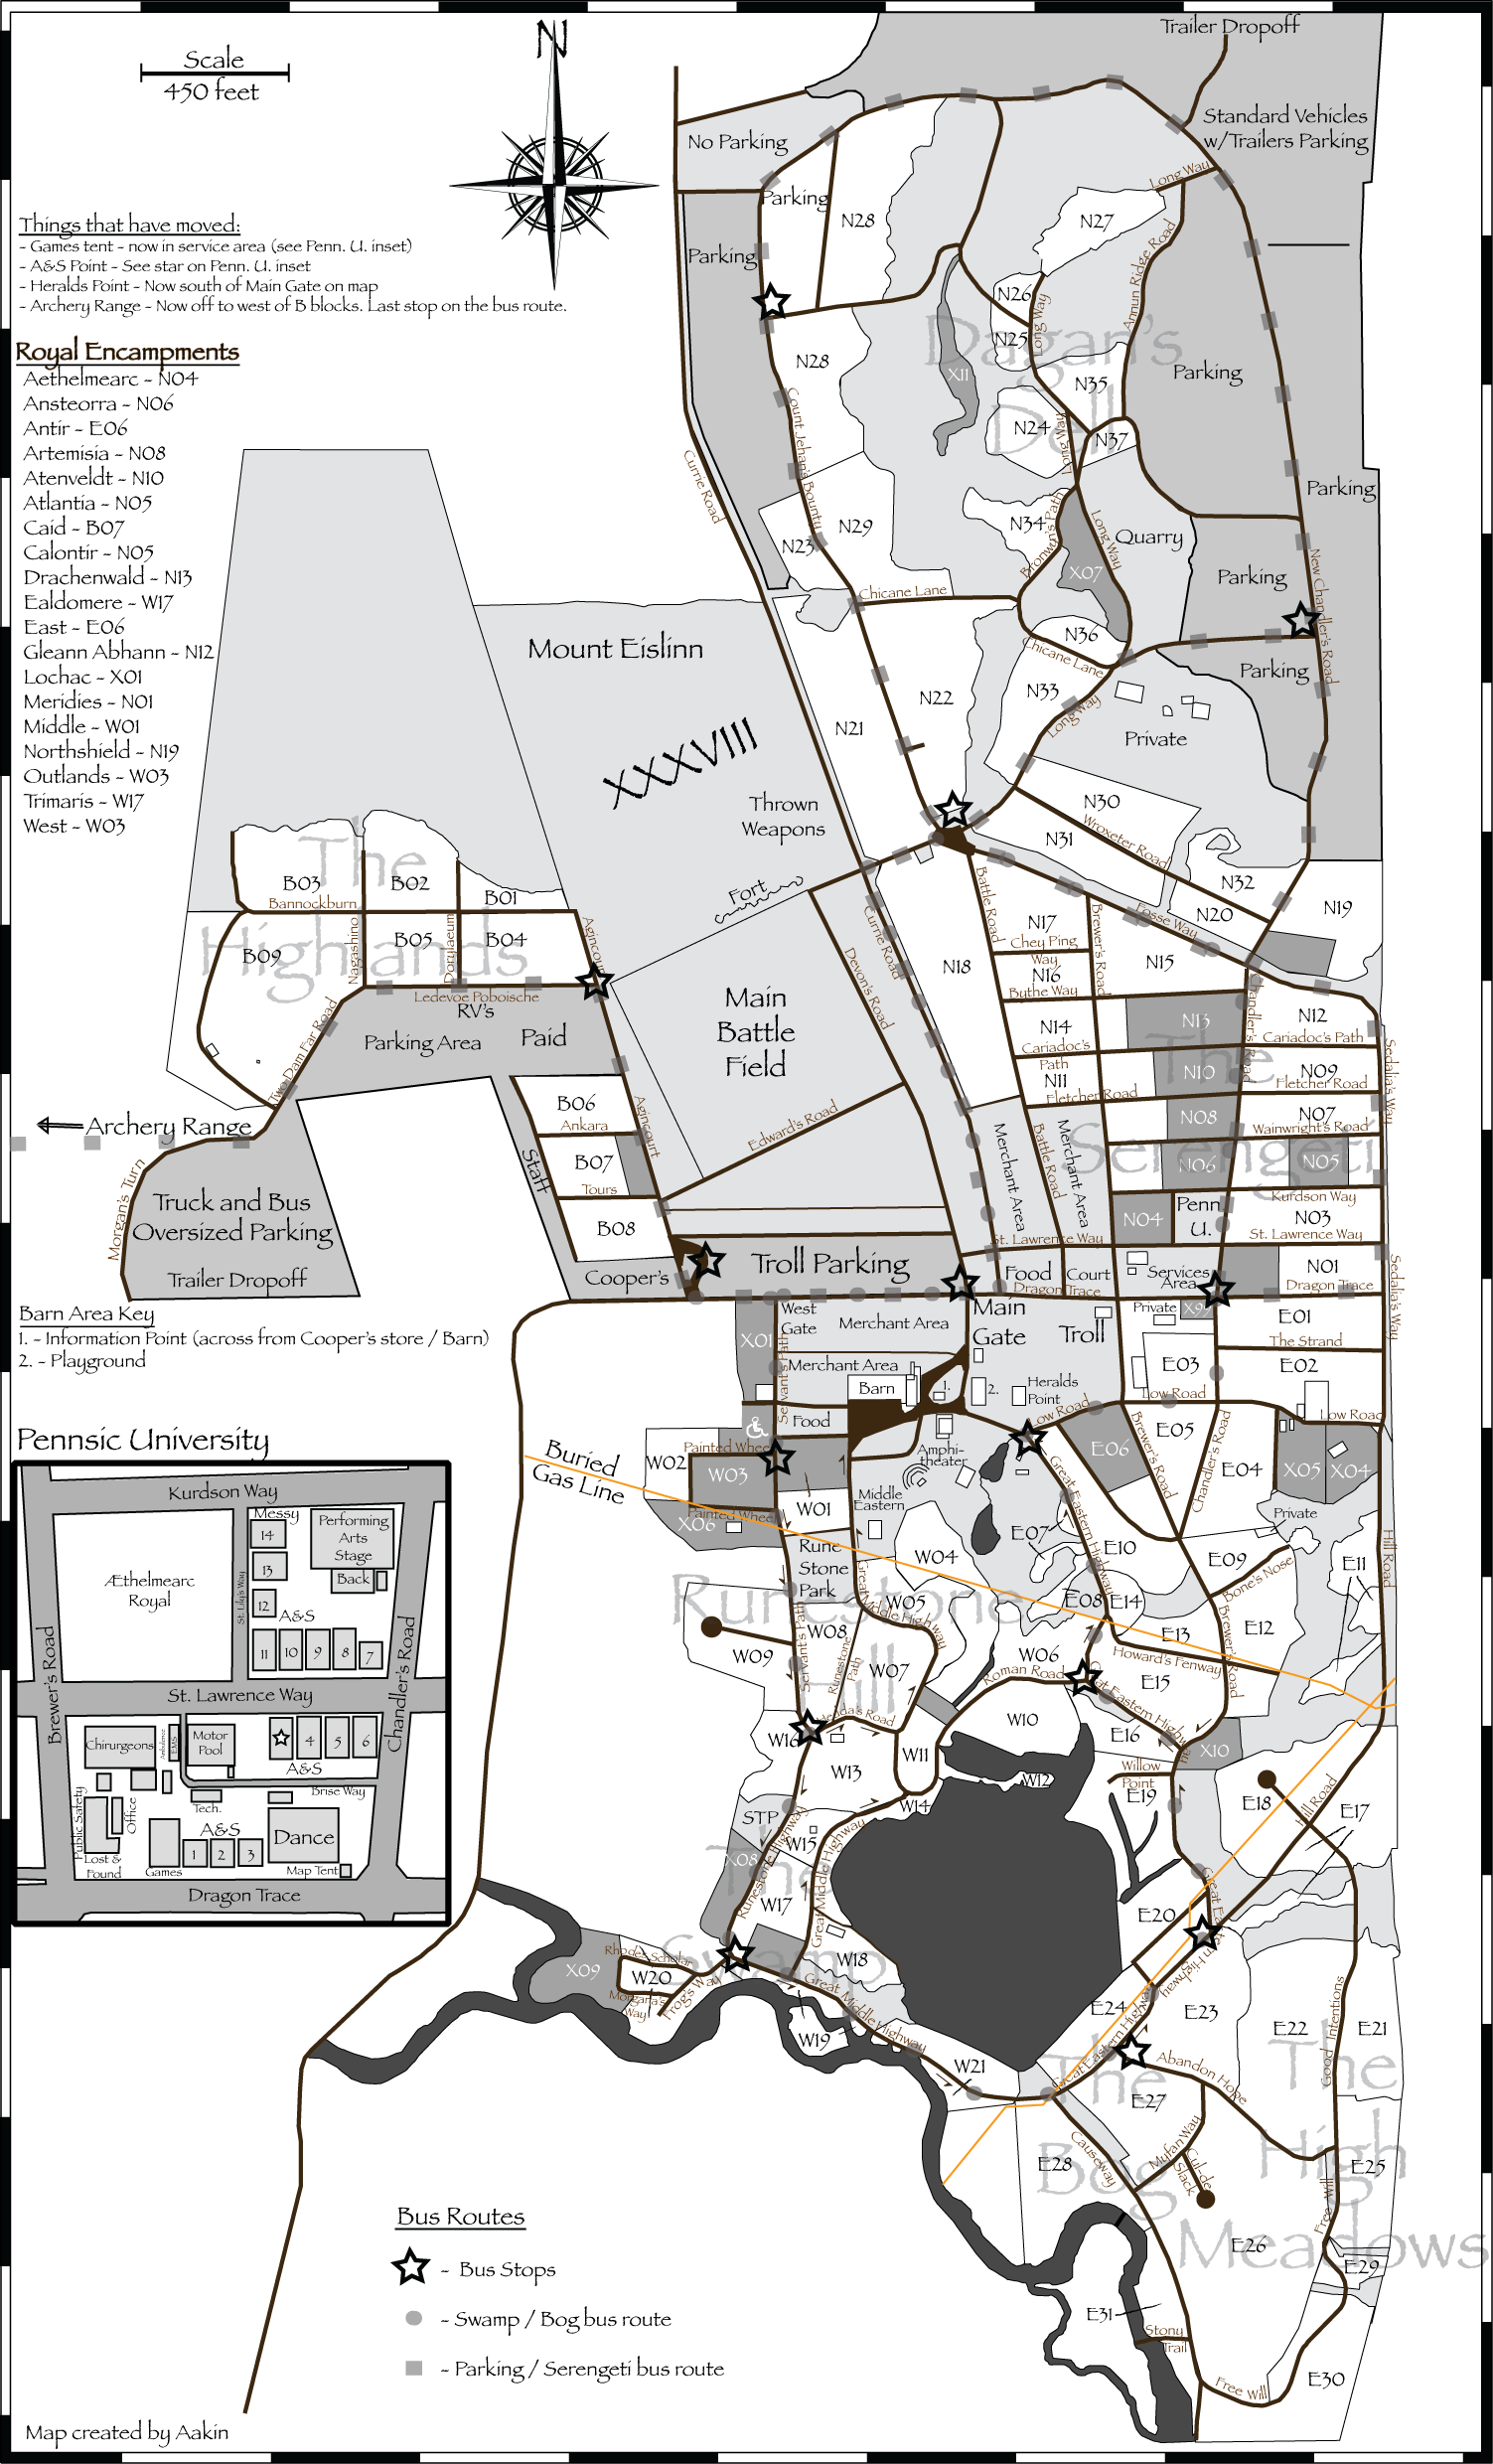 Scale
450 feet
N
Things that have moved:
- Games tent - now in service area (see Penn. U. inset)
- A&S Point - See star on Penn. U. inset
- Heralds Point - Now south of Main Gate on map
- Archery Range - Now off to west of B blocks. Last stop on the bus route.
Royal Encampments
Aethelmearc - N04
Ansteorra - N06
Antir - E06
Artemisia - N08
Atenveldt - N10
Atlantia - N05
Caid - B07
Calontir - N05
Drachenwald - N13
Ealdomere - W17
East - E06
Gleann Abhann - N12
Lochac - X01
Meridies - N01
Middle - W01
Northshield - N19
Outlands - W03
Trimaris - W17
West - W03
Trailer Dropoff
Standard Vehicles
w/Trailers Parking
No Parking
Long Way
Parking
N28
N27
Parking
Annun Ridge Road
N26
Long Way
Dagan's
Dell
N25
X11
N28
N35
Parking
Count Jehan's Bounty
N24
Long Way
N37
Currie Road
Parking
N29
N34
Bronwyn's Path
Long Way
Quarry
N23
X07
Parking
New Chandler's Road
Chicane Lane
N36
Chicane Lane
Mount Eislinn
Parking
N33
N22
Long Way
N21
Private
XXXVIII
Thrown
Weapons
N30
N31
Wroxeter Road
N32
The
Highlands
B03
B02
B01
Bannockburn
Fort
Battle Road
Currie Road
N17
Brewer's Road
Fosse Way
N20
N19
Agincourt
Nagashino
B05
Dorylaeum
B04
B09
Chey Ping
Way
Devon's Road
N18
N16
N15
Bythe Way
Ledevoe Poboische
RV's
Parking Area
Paid
Two Dam Far Road
Main
Battle
Field
N14
N13
Chandler's Road
N12
Cariadoc's
Path
Cariadoc's Path
The
Serengeti
N11
N10
N09
Fletcher Road
Fletcher Road
Sedalia's Way
B06
Ankara
Agincourt
Archery Range
Edward's Road
N08
N07
Wainwright's Road
Merchant Area
Battle Road
Merchant Area
Staff
B07
Tours
N06
N05
Morgan's Turn
Truck and Bus
Oversized Parking
Trailer Dropoff
Kurdson Way
B08
N04
Penn
U.
N03
St. Lawrence Way
St. Lawrence Way
Cooper's
Troll Parking
Food
Court
Services
Area
N01
Dragon Trace
Dragon Trace
Sedalia's Way
Barn Area Key
1. - Information Point (across from Cooper's store / Barn)
2. - Playground
West
Gate
Merchant Area
Main
Gate
Troll
Private
X9
E01
The Strand
X01
Servant's Path
Merchant Area
E03
E02
Barn
1.
2.
Heralds
Point
Low Road
Low Road
Low Road
Food
Painted Wheel
W02
W03
Painted Wheel
Amphi-
theater
E06
Brewer's Road
E05
Chandler's Road
E04
X05
X04
Buried
Gas Line
Middle
Eastern
W01
X06
Great Eastern Highway
Private
Rune
Stone
Park
E07
E10
E09
E11
Hill Road
W04
Bone's Nose
Runestone
Hill
Great Middle Highway
W05
E08
E14
Brewer's Road
E12
W08
E13
Servant's Path
Runestone
Path
W09
W07
W06
Howard's Fenway
Roman Road
E15
Great Eastern Highway
Hedda's Road
W16
W10
E16
X10
W11
W13
W12
Willow
Point
E19
W14
E18
E17
Hill Road
STP
W15
The
Swamp
X08
Runestone Highway
Great Middle Highway
W17
Great Eastern Highway
E20
W18
X09
Rhodes Scholar
W20
Morgana's
Way
Frog's Way
Great Middle Highway
W19
E24
E23
E22
E21
Good Intentions
W21
Great Eastern Highway
Abandon Hope
The
Bog
The
High
Meadows
E27
Myfan Way
Cul-de
Slack
E28
Causeway
E25
Free Will
E26
E29
E31
Stony
Trail
Free Will
E30
Pennsic University
Kurdson Way
Messy
14
Performing
Arts
Stage
Back
13
Æthelmearc
Royal
12
A&S
11
10
9
8
7
Brewer's Road
Chandler's Road
St. Lawrence Way
Chirurgeons
Ambulance
EMS
Motor
Pool
4
5
6
A&S
Brise Way
Public Safety
Office
Tech.
A&S
Dance
Lost &
Found
Games
1
2
3
Map Tent
Dragon Trace
Bus Routes
- Bus Stops
- Swamp / Bog bus route
- Parking / Serengeti bus route
Map created by Aakin